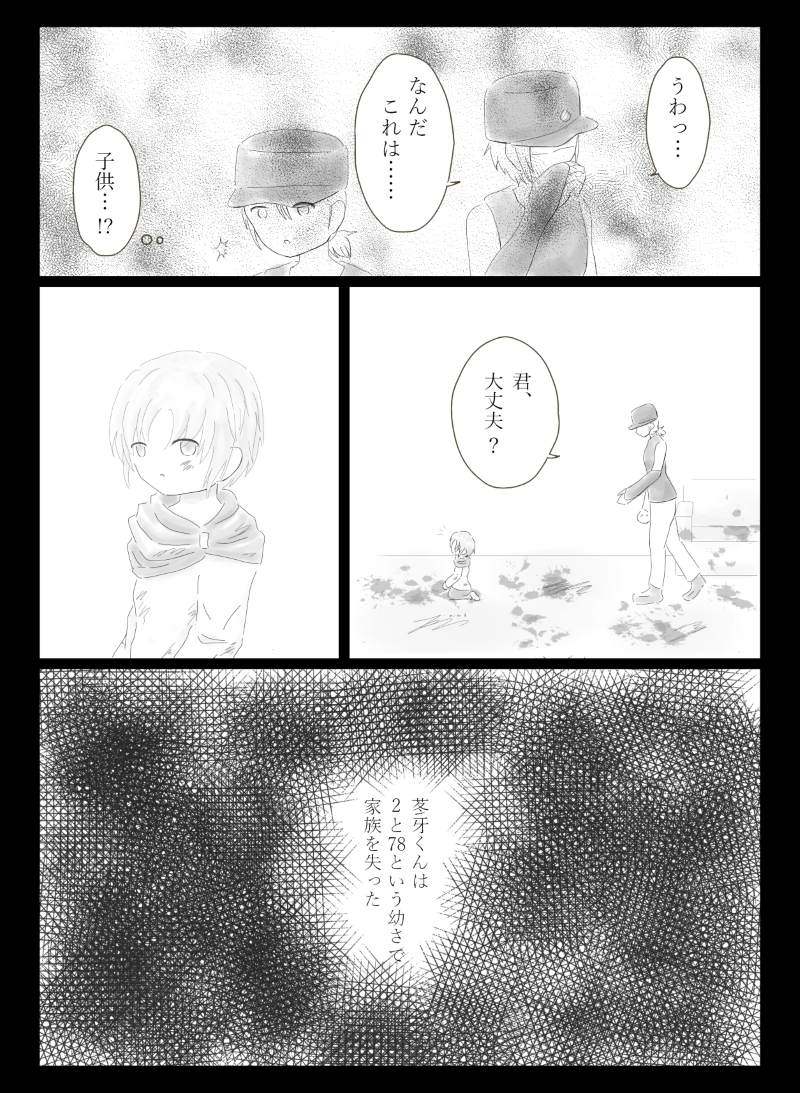 うわっ…
なんだ
これは……
子供…!?
君、
大丈夫？
茎牙くんは
2と78という幼さで
家族を失った